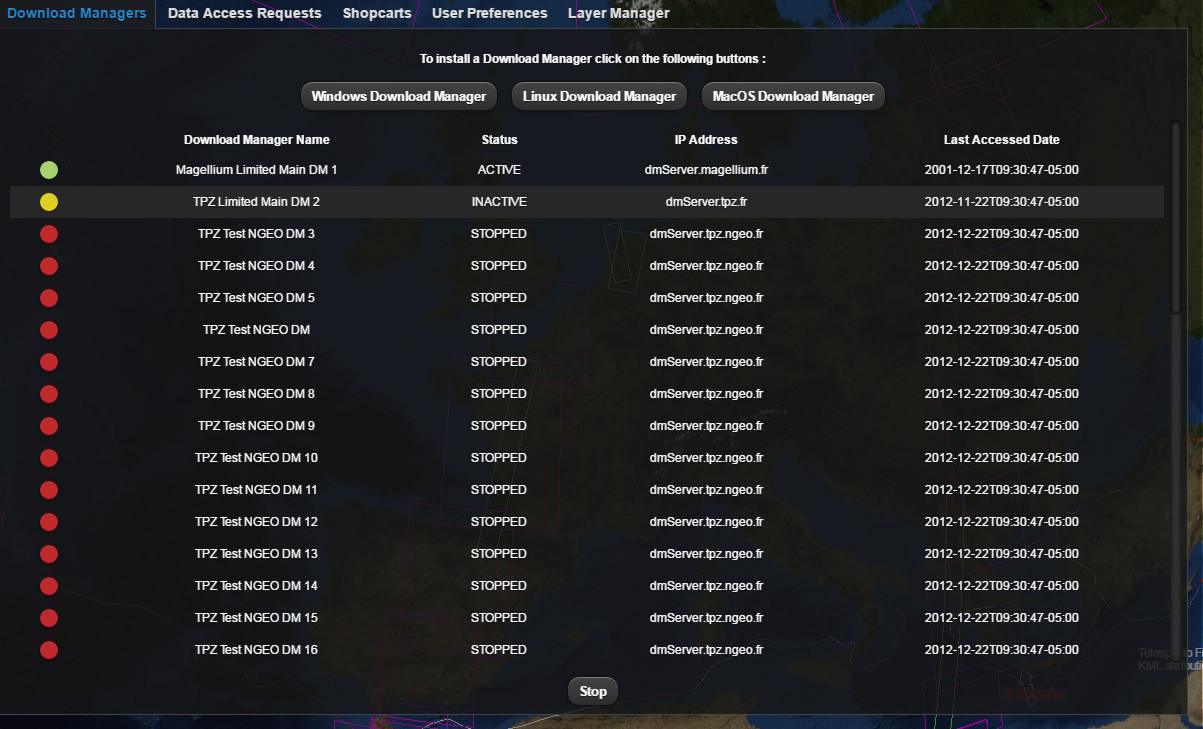 Download Managers Data Access Requests Shopcarts User Preferences Layer Manager
To install a Download Manager click on the following buttons :
Windows Download Manager Linux Download Manager MacOS Download Manager
Download Manager Name Status IP Address Last Accessed Date
Magellium Limited Main DM 1 ACTIVE dmServer.magellium.fr 2001-12-17T09:30:47-05:00
TPZ Limited Main DM 2 INACTIVE dmServer.tpz.fr 2012-11-22T09:30:47-05:00
TPZ Test NGEO DM 3 STOPPED dmServer.tpz.ngeo.fr 2012-12-22T09:30:47-05:00
TPZ Test NGEO DM 4 STOPPED dmServer.tpz.ngeo.fr 2012-12-22T09:30:47-05:00
TPZ Test NGEO DM 5 STOPPED dmServer.tpz.ngeo.fr 2012-12-22T09:30:47-05:00
TPZ Test NGEO DM STOPPED dmServer.tpz.ngeo.fr 2012-12-22T09:30:47-05:00
TPZ Test NGEO DM 7 STOPPED dmServer.tpz.ngeo.fr 2012-12-22T09:30:47-05:00
TPZ Test NGEO DM 8 STOPPED dmServer.tpz.ngeo.fr 2012-12-22T09:30:47-05:00
TPZ Test NGEO DM 9 STOPPED dmServer.tpz.ngeo.fr 2012-12-22T09:30:47-05:00
TPZ Test NGEO DM 10 STOPPED dmServer.tpz.ngeo.fr 2012-12-22T09:30:47-05:00
TPZ Test NGEO DM 11 STOPPED dmServer.tpz.ngeo.fr 2012-12-22T09:30:47-05:00
TPZ Test NGEO DM 12 STOPPED dmServer.tpz.ngeo.fr 2012-12-22T09:30:47-05:00
TPZ Test NGEO DM 13 STOPPED dmServer.tpz.ngeo.fr 2012-12-22T09:30:47-05:00
TPZ Test NGEO DM 14 STOPPED dmServer.tpz.ngeo.fr 2012-12-22T09:30:47-05:00
TPZ Test NGEO DM 15 STOPPED dmServer.tpz.ngeo.fr 2012-12-22T09:30:47-05:00
TPZ Test NGEO DM 16 STOPPED dmServer.tpz.ngeo.fr 2012-12-22T09:30:47-05:00
KML
Stop